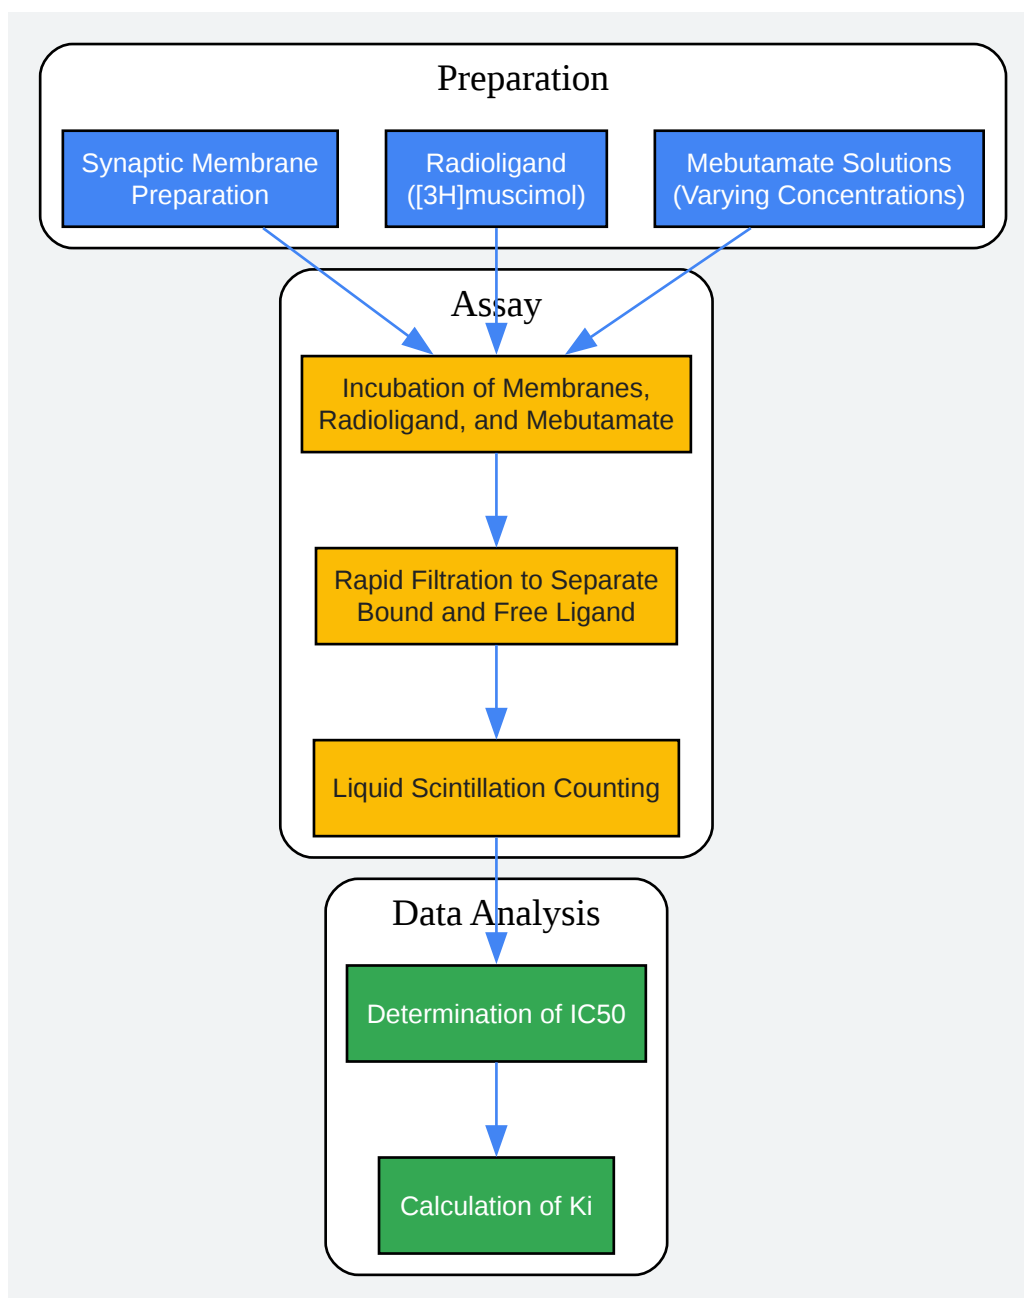 Preparation
Synaptic Membrane
Preparation
Radioligand
([3H]muscimol)
Mebutamate Solutions
(Varying Concentrations)
Assay
Incubation of Membranes,
Radioligand, and Mebutamate
Rapid Filtration to Separate
Bound and Free Ligand
Liquid Scintillation Counting
Data Analysis
Determination of IC50
Calculation of Ki